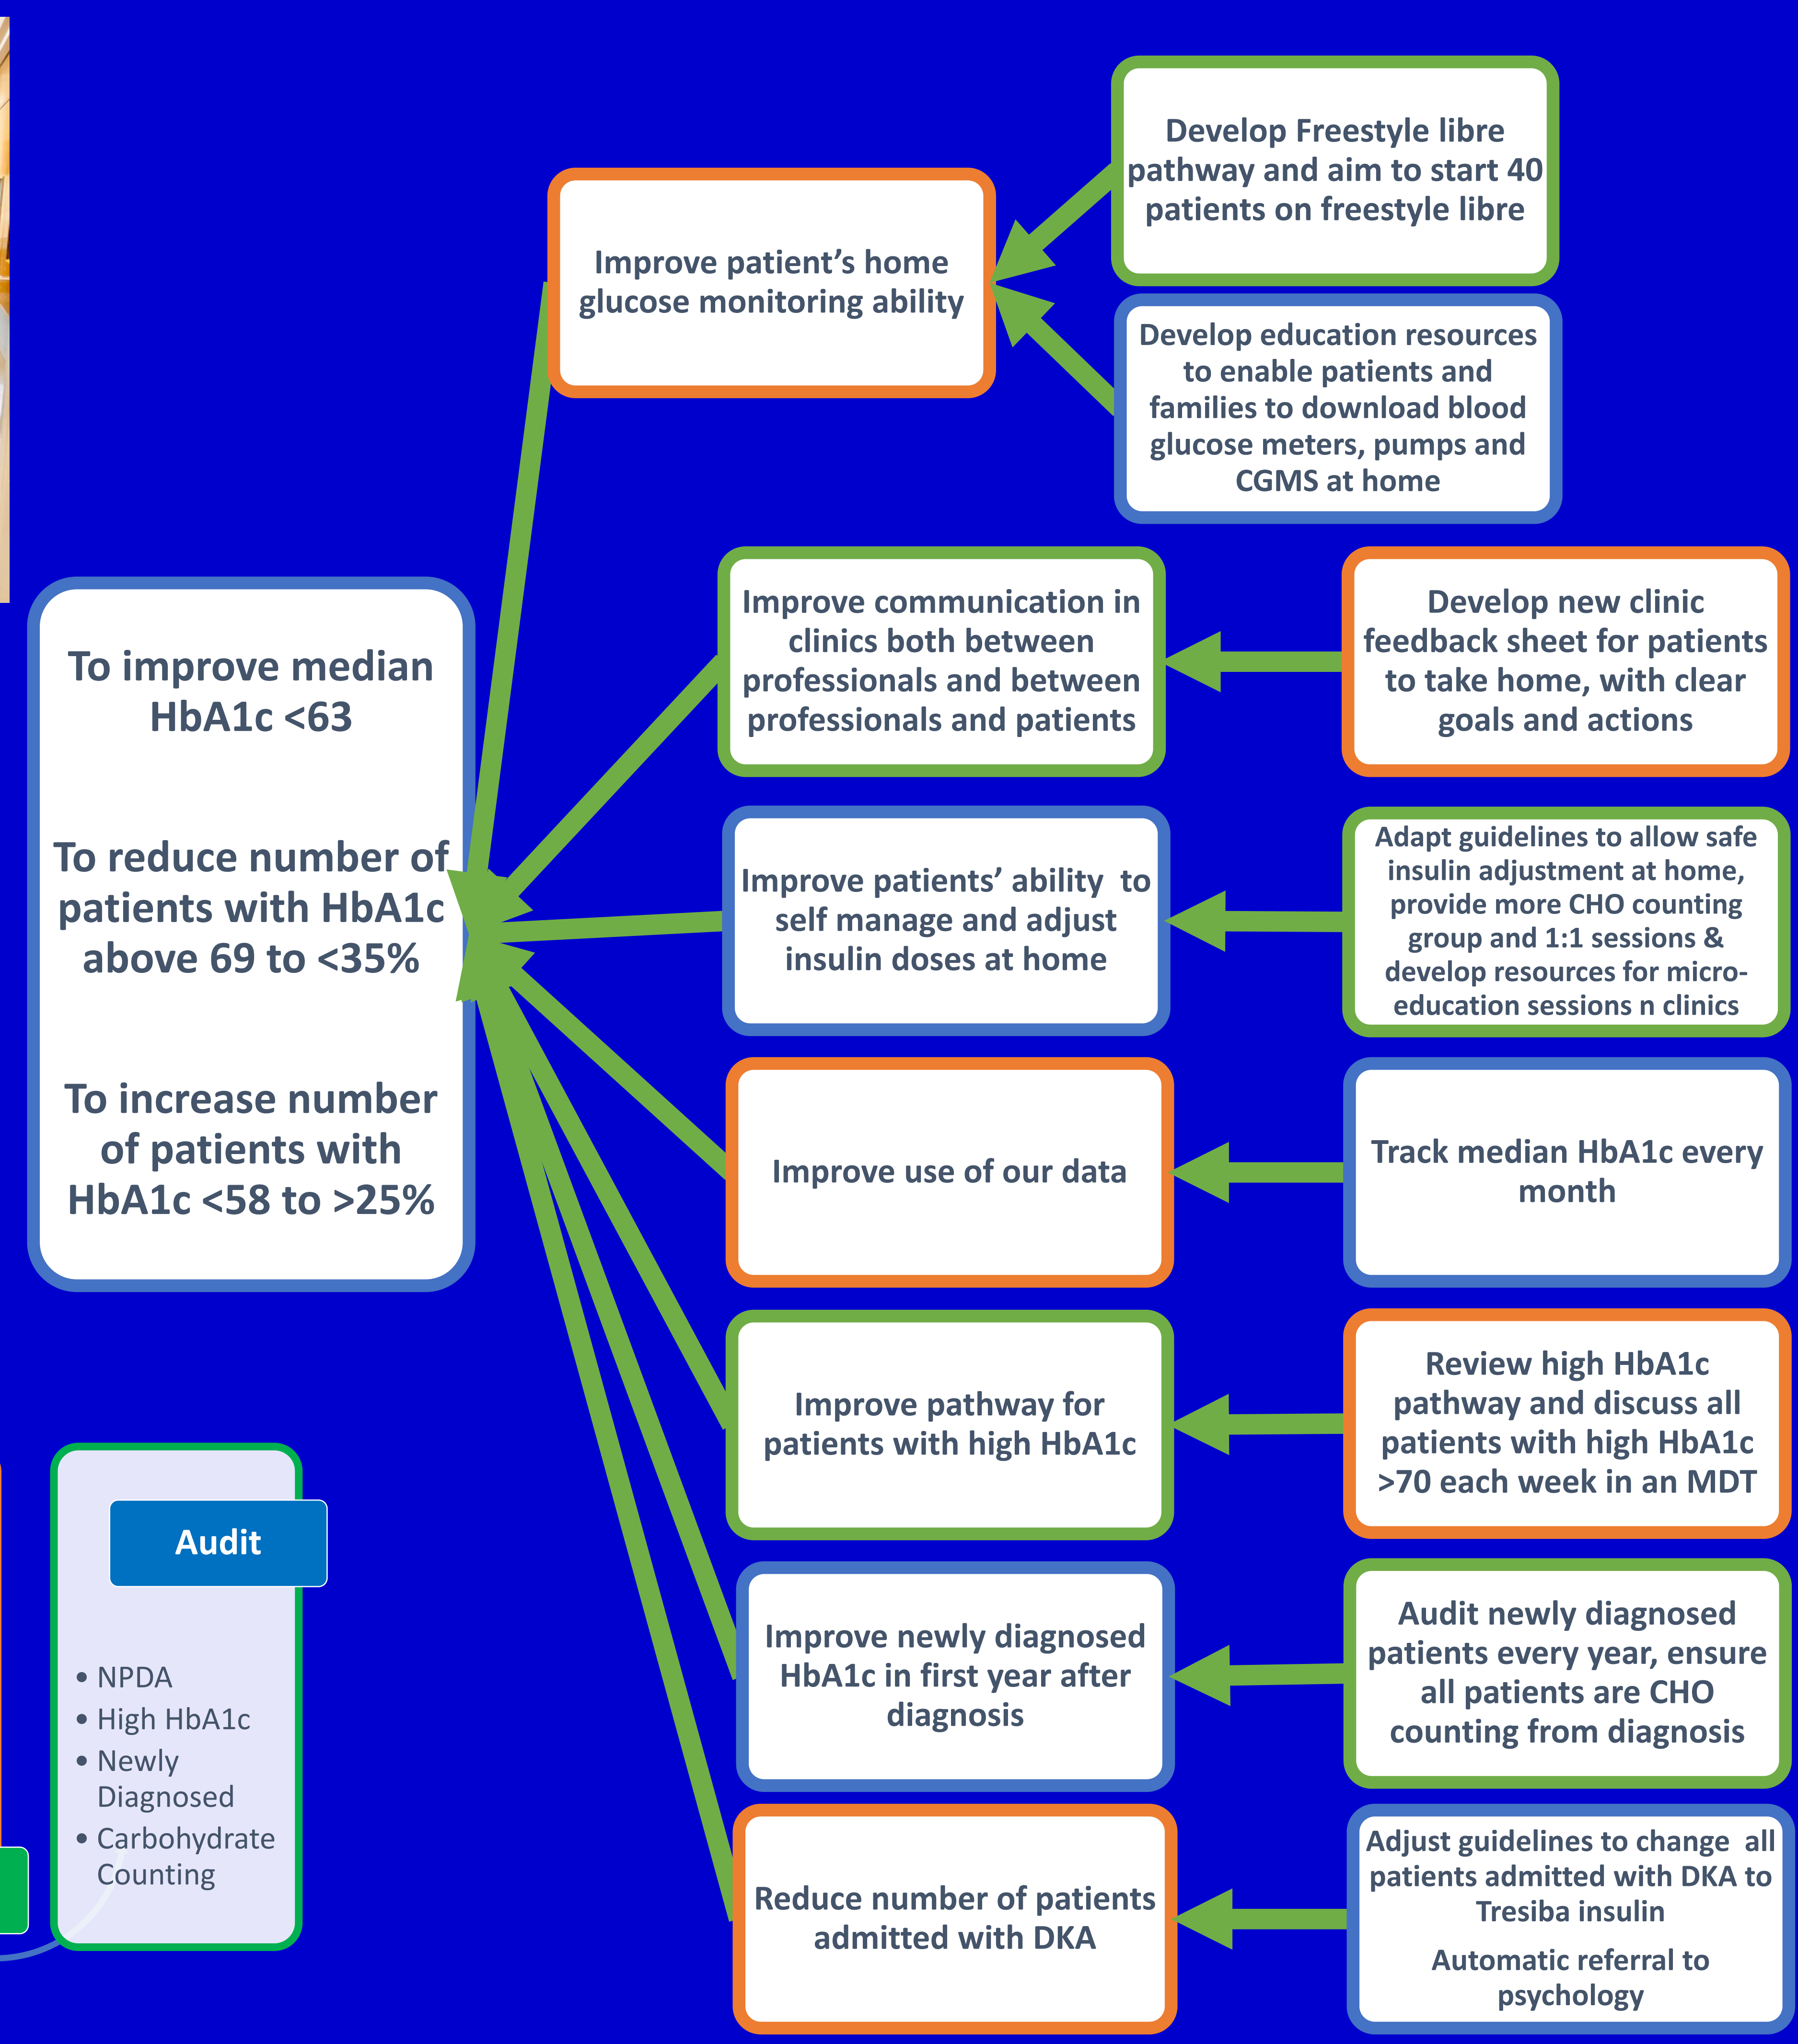 Develop Freestyle libre
pathway and aim to start 40
patients on freestyle libre
Improve patient’s home
glucose monitoring ability
Develop education resources
to enable patients and
families to download blood
glucose meters, pumps and
CGMS at home
To improve median
HbA1c <63
To reduce number of
patients with HbA1c
above 69 to <35%
To increase number
of patients with
HbA1c <58 to >25%
Improve communication in
clinics both between
professionals and between
professionals and patients
Develop new clinic
feedback sheet for patients
to take home, with clear
goals and actions
Improve patients’ ability  to
self manage and adjust
insulin doses at home
Adapt guidelines to allow safe
insulin adjustment at home,
provide more CHO counting
group and 1:1 sessions &
develop resources for micro-
education sessions n clinics
Improve use of our data
Track median HbA1c every
month
Improve pathway for
patients with high HbA1c
Review high HbA1c
pathway and discuss all
patients with high HbA1c
>70 each week in an MDT
Improve newly diagnosed
HbA1c in first year after
diagnosis
Audit newly diagnosed
patients every year, ensure
all patients are CHO
counting from diagnosis
Reduce number of patients
admitted with DKA
Adjust guidelines to change  all
patients admitted with DKA to
Tresiba insulin
Automatic referral to
psychology
Audit
• NPDA
• High HbA1c
• Newly
Diagnosed
• Carbohydrate
Counting